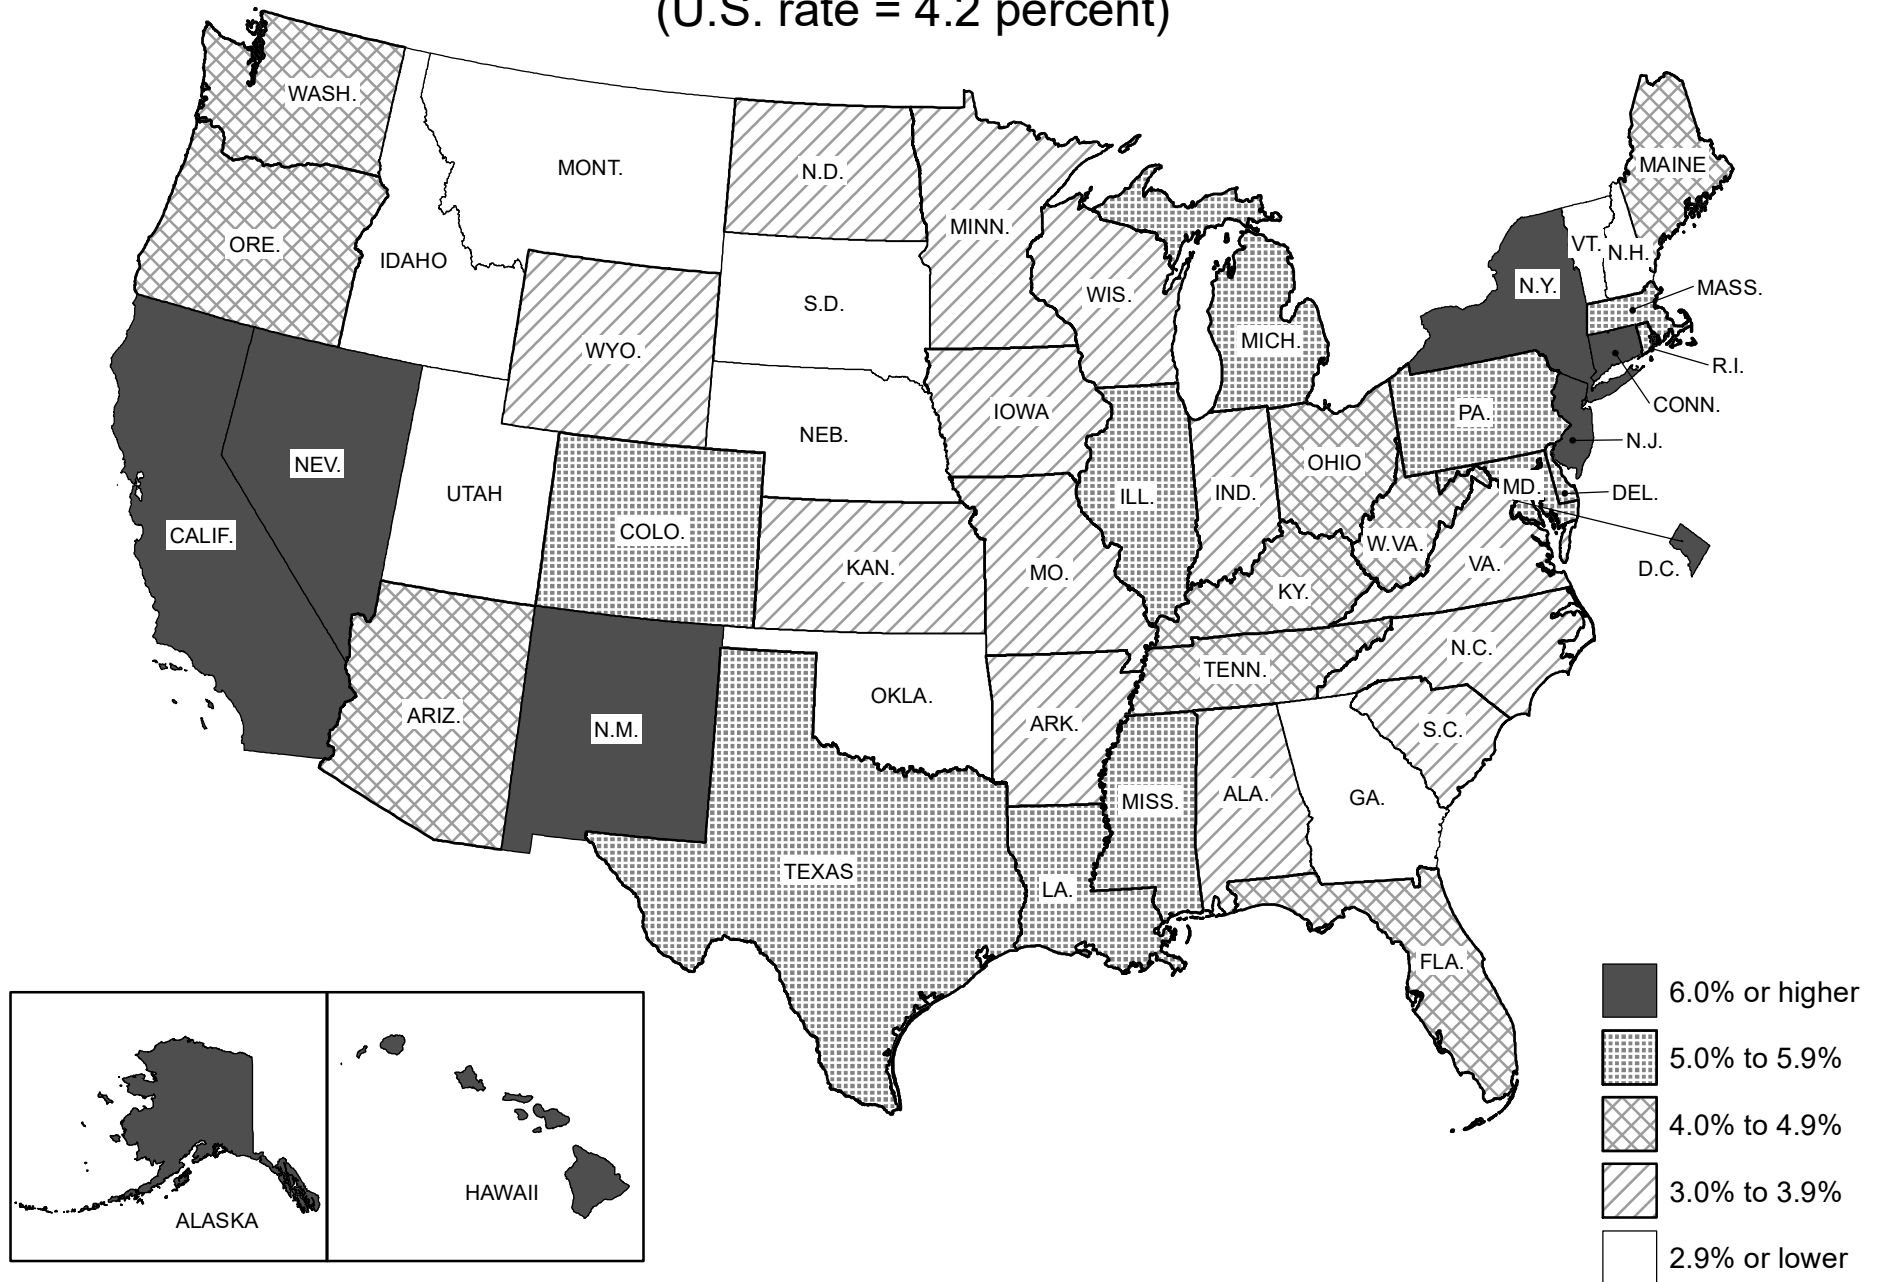 (U.S. rate = 4.2 percent)
WASH.
MONT.
N.D.
MINN.
MAINE
ORE.
IDAHO
VT.
N.H.
N.Y.
MASS.
S.D.
WIS.
WYO.
MICH.
R.I.
CONN.
IOWA
PA.
N.J.
NEB.
NEV.
UTAH
OHIO
IND.
ILL.
MD.
DEL.
CALIF.
COLO.
KAN.
MO.
W.VA.
VA.
D.C.
KY.
N.C.
TENN.
OKLA.
ARIZ.
N.M.
ARK.
S.C.
MISS.
ALA.
GA.
TEXAS
LA.
FLA.
ALASKA
HAWAII
6.0% or higher
5.0% to 5.9%
4.0% to 4.9%
3.0% to 3.9%
2.9% or lower